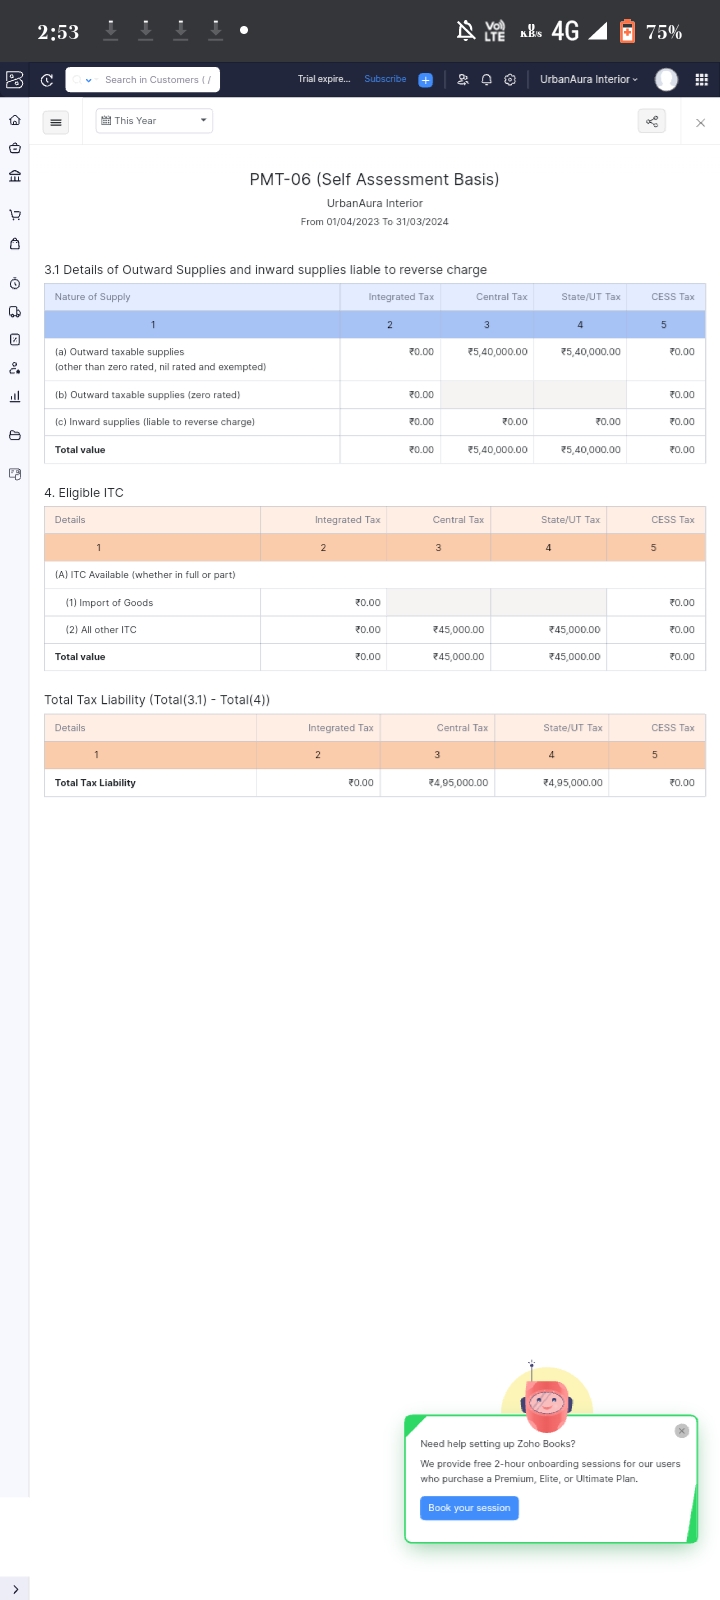 2:53
Vo)) LTE
0 KB/s
4G
75%
Search in Customers ( /
Trial expire...
Subscribe
UrbanAura Interior
This Year
PMT-06 (Self Assessment Basis)
UrbanAura Interior
From 01/04/2023 To 31/03/2024
3.1 Details of Outward Supplies and inward supplies liable to reverse charge
Nature of Supply Integrated Tax Central Tax State/UT Tax CESS Tax
1 2 3 4 5
(a) Outward taxable supplies ₹0.00 ₹5,40,000.00 ₹5,40,000.00 ₹0.00
(other than zero rated, nil rated and exempted)
(b) Outward taxable supplies (zero rated) ₹0.00 ₹0.00
(c) Inward supplies (liable to reverse charge) ₹0.00 ₹0.00 ₹0.00 ₹0.00
Total value ₹0.00 ₹5,40,000.00 ₹5,40,000.00 ₹0.00
4. Eligible ITC
Details Integrated Tax Central Tax State/UT Tax CESS Tax
1 2 3 4 5
(A) ITC Available (whether in full or part)
(1) Import of Goods ₹0.00 ₹0.00
(2) All other ITC ₹0.00 ₹45,000.00 ₹45,000.00 ₹0.00
Total value ₹0.00 ₹45,000.00 ₹45,000.00 ₹0.00
Total Tax Liability (Total(3.1) - Total(4))
Details Integrated Tax Central Tax State/UT Tax CESS Tax
1 2 3 4 5
Total Tax Liability ₹0.00 ₹4,95,000.00 ₹4,95,000.00 ₹0.00
Need help setting up Zoho Books?
We provide free 2-hour onboarding sessions for our users
who purchase a Premium, Elite, or Ultimate Plan.
Book your session